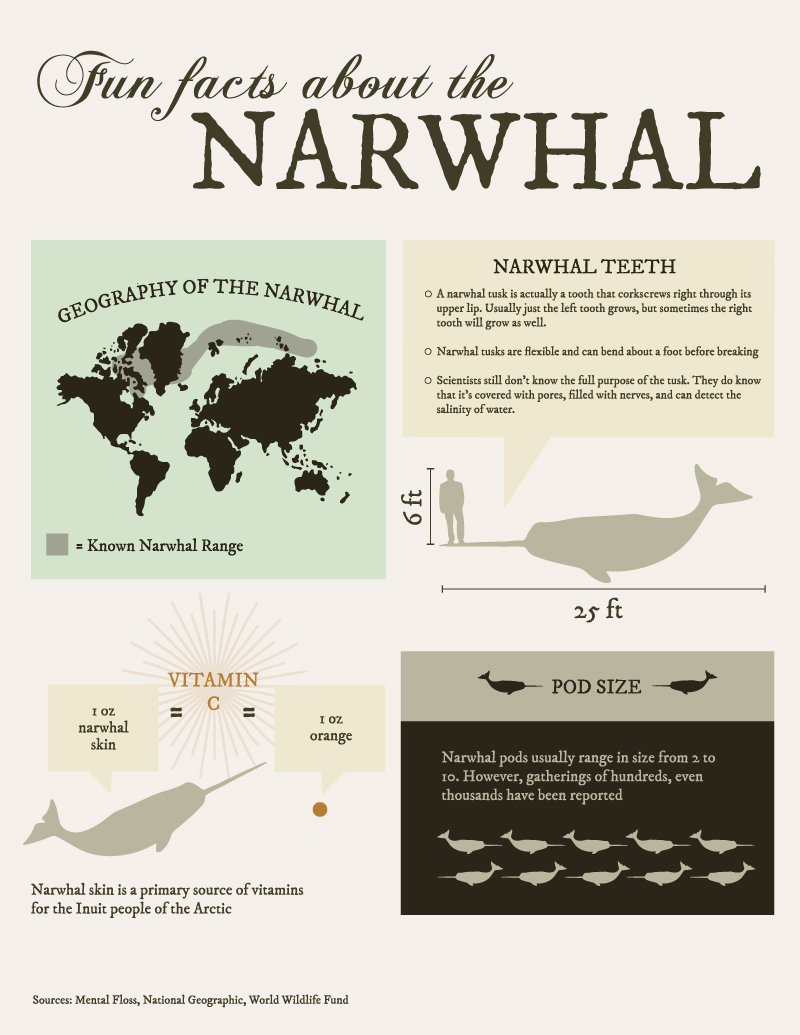 Fun facts about the
NARWHAL
GEOGRAPHY OF THE NARWHAL
= Known Narwhal Range
NARWHAL TEETH
○ A narwhal tusk is actually a tooth that corkscrews right through its
upper lip. Usually just the left tooth grows, but sometimes the right
tooth will grow as well.
○ Narwhal tusks are flexible and can bend about a foot before breaking
○ Scientists still don't know the full purpose of the tusk. They do know
that it's covered with pores, filled with nerves, and can detect the
salinity of water.
6 ft
25 ft
1 oz
narwhal
skin
=
VITAMIN
C
=
1 oz
orange
Narwhal skin is a primary source of vitamins
for the Inuit people of the Arctic
POD SIZE
Narwhal pods usually range in size from 2 to
10. However, gatherings of hundreds, even
thousands have been reported
Sources: Mental Floss, National Geographic, World Wildlife Fund